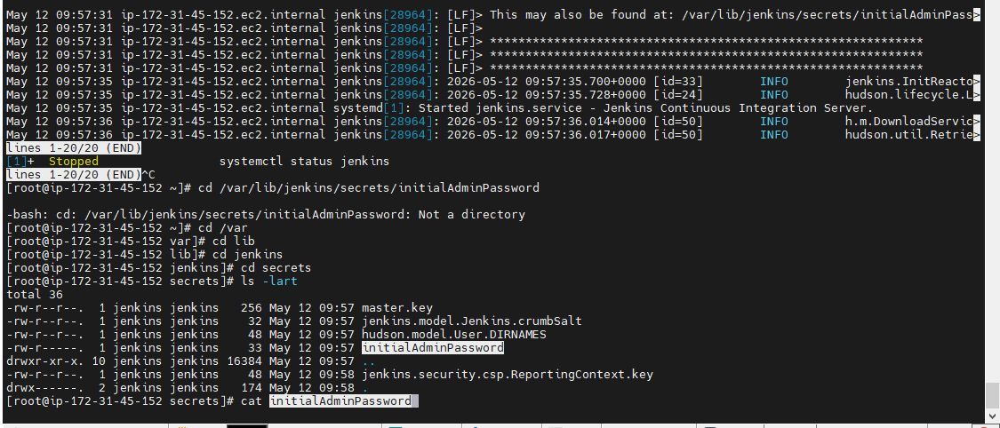 May 12 09:57:31 ip-172-31-45-152.ec2.internal jenkins[28964]: [LF]> This may also be found at: /var/lib/jenkins/secrets/initialAdminPass>
May 12 09:57:31 ip-172-31-45-152.ec2.internal jenkins[28964]: [LF]>
May 12 09:57:31 ip-172-31-45-152.ec2.internal jenkins[28964]: [LF]> *************************************************************
May 12 09:57:31 ip-172-31-45-152.ec2.internal jenkins[28964]: [LF]> *************************************************************
May 12 09:57:31 ip-172-31-45-152.ec2.internal jenkins[28964]: [LF]> *************************************************************
May 12 09:57:35 ip-172-31-45-152.ec2.internal jenkins[28964]: 2026-05-12 09:57:35.700+0000 [id=33]        INFO        jenkins.InitReacto>
May 12 09:57:35 ip-172-31-45-152.ec2.internal jenkins[28964]: 2026-05-12 09:57:35.728+0000 [id=24]        INFO        hudson.lifecycle.L>
May 12 09:57:35 ip-172-31-45-152.ec2.internal systemd[1]: Started jenkins.service - Jenkins Continuous Integration Server.
May 12 09:57:36 ip-172-31-45-152.ec2.internal jenkins[28964]: 2026-05-12 09:57:36.014+0000 [id=50]        INFO        h.m.DownloadServic>
May 12 09:57:36 ip-172-31-45-152.ec2.internal jenkins[28964]: 2026-05-12 09:57:36.017+0000 [id=50]        INFO        hudson.util.Retrie>
lines 1-20/20 (END)
[1]+  Stopped                 systemctl status jenkins
lines 1-20/20 (END)^C
[root@ip-172-31-45-152 ~]# cd /var/lib/jenkins/secrets/initialAdminPassword
-bash: cd: /var/lib/jenkins/secrets/initialAdminPassword: Not a directory
[root@ip-172-31-45-152 ~]# cd /var
[root@ip-172-31-45-152 var]# cd lib
[root@ip-172-31-45-152 lib]# cd jenkins
[root@ip-172-31-45-152 jenkins]# cd secrets
[root@ip-172-31-45-152 secrets]# ls -lart
total 36
-rw-r--r--.  1 jenkins jenkins   256 May 12 09:57 master.key
-rw-r--r--.  1 jenkins jenkins    32 May 12 09:57 jenkins.model.Jenkins.crumbSalt
-rw-r--r--.  1 jenkins jenkins    48 May 12 09:57 hudson.model.User.DIRNAMES
-rw-r-----.  1 jenkins jenkins    33 May 12 09:57 initialAdminPassword
drwxr-xr-x. 10 jenkins jenkins 16384 May 12 09:57 ..
-rw-r--r--.  1 jenkins jenkins    48 May 12 09:58 jenkins.security.csp.ReportingContext.key
drwx------.  2 jenkins jenkins   174 May 12 09:58 .
[root@ip-172-31-45-152 secrets]# cat initialAdminPassword